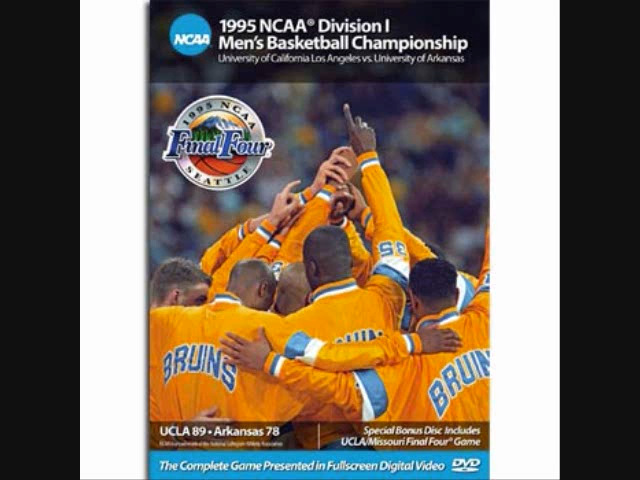 NCAA
1995 NCAA® Division I
Men's Basketball Championship
University of California Los Angeles vs. University of Arkansas
1995 NCAA
Final Four
SEATTLE
35
BRUINS
BRUINS
UCLA 89 • Arkansas 78
Special Bonus Disc Includes
UCLA/Missouri Final Four® Game
The Complete Game Presented in Fullscreen Digital Video
DVD